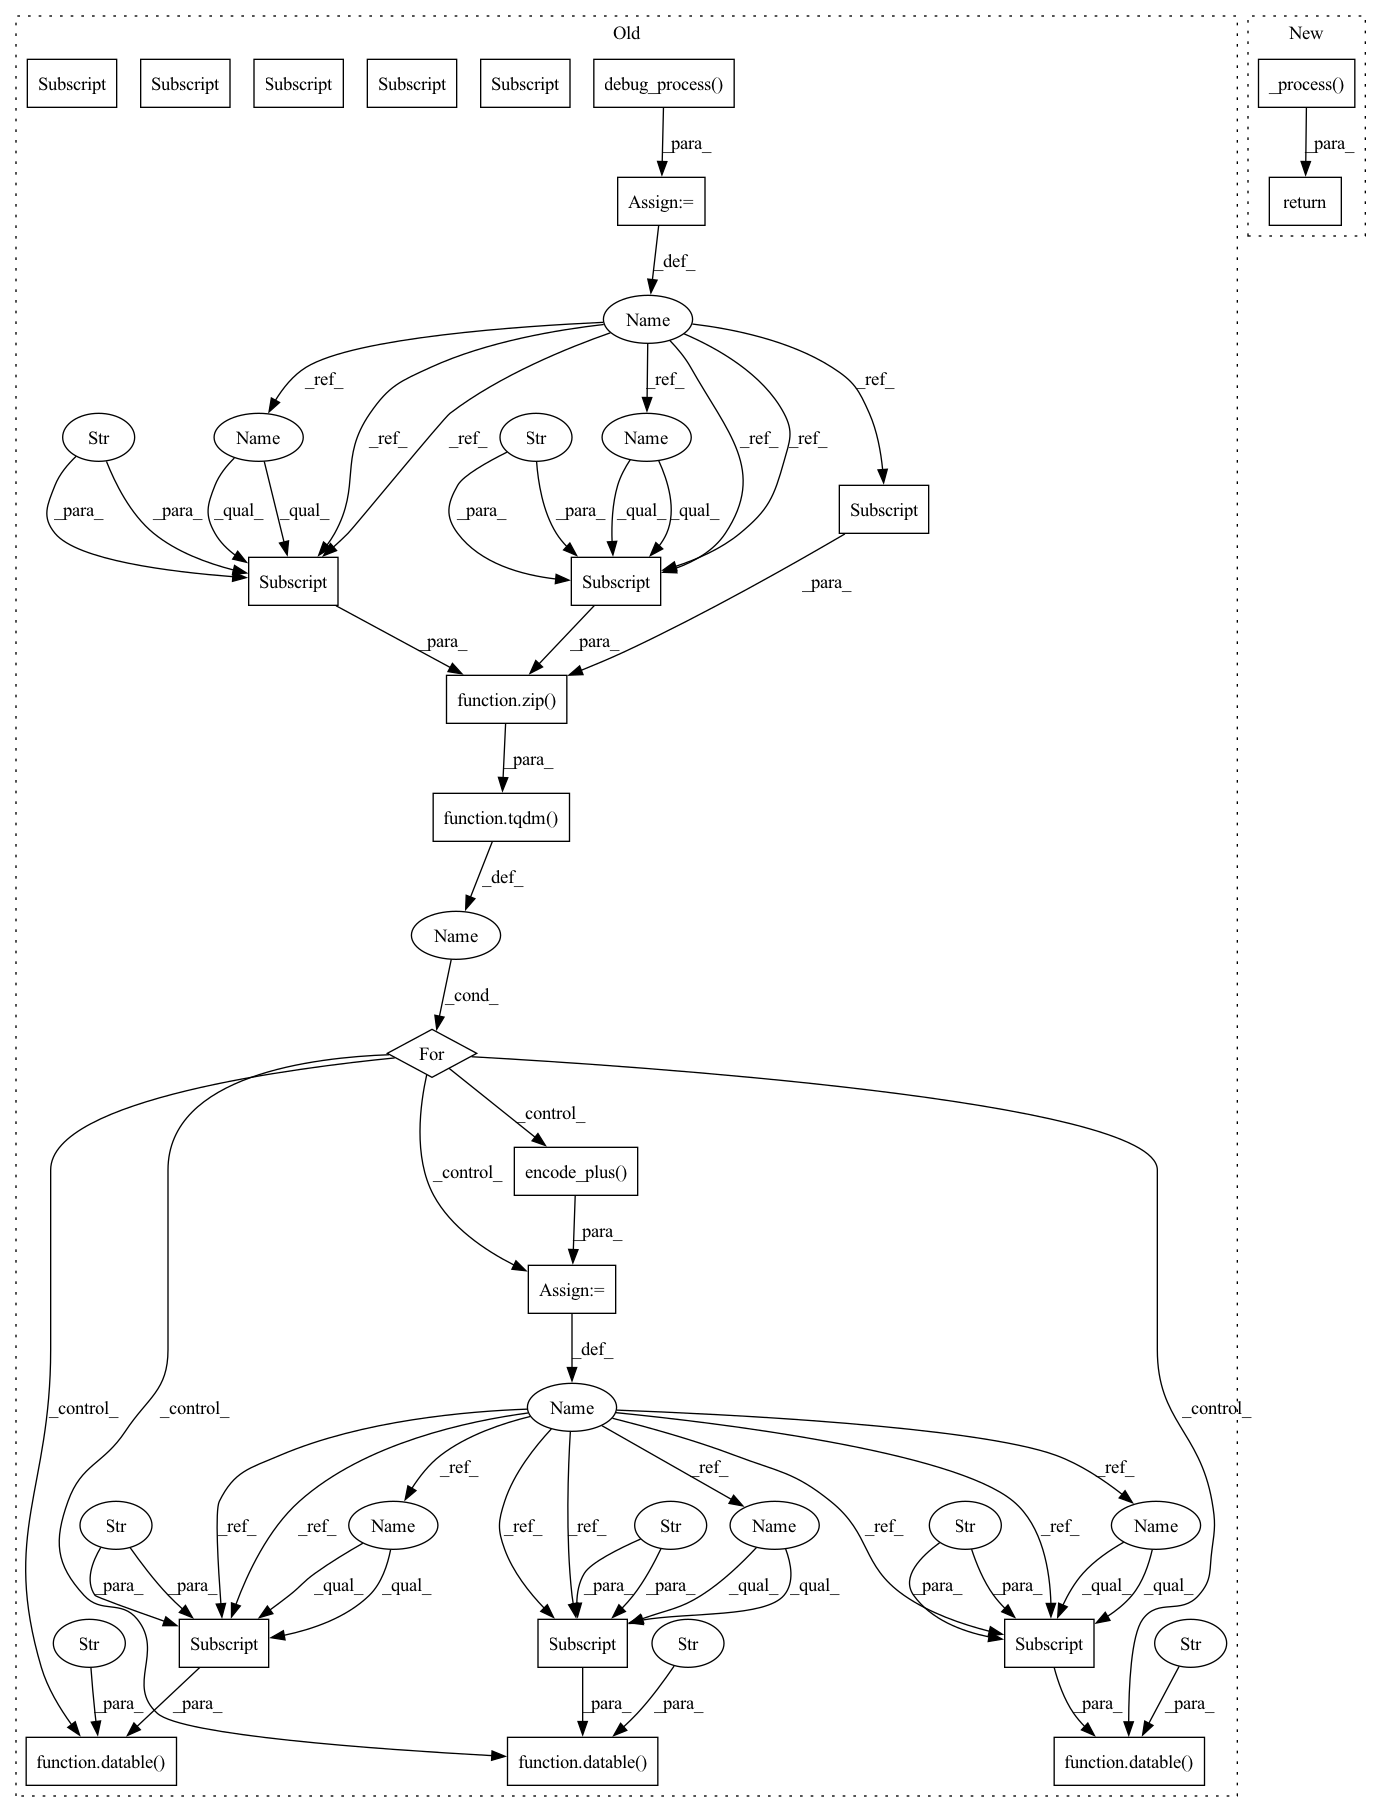 Old
New
Subscript
Subscript
Subscript
Subscript
Subscript
debug_process()
_process()
_para_
_para_
Assign:=
return
_def_
Name
_ref_
_ref_
_ref_
Str
Name
_ref_
_ref_
Str
Name
_ref_
_ref_
_para_
_para_
_qual_
_qual_
_para_
_para_
_qual_
_qual_
Subscript
Subscript
Subscript
_para_
_para_
_para_
function.zip()
_para_
function.tqdm()
_def_
Name
_cond_
For
_control_
_control_
encode_plus()
_para_
Assign:=
_def_
_control_
_control_
Name
_control_
_ref_
_ref_
_ref_
Str
_ref_
_ref_
Name
_ref_
_ref_
Str
Name
Str
_ref_
_ref_
Name
_para_
_para_
_qual_
_qual_
_para_
_para_
_qual_
_qual_
_para_
_para_
_qual_
_qual_
Str
Subscript
Subscript
Str
Subscript
Str
_para_
_para_
_para_
_para_
_para_
_para_
function.datable()
function.datable()
function.datable()